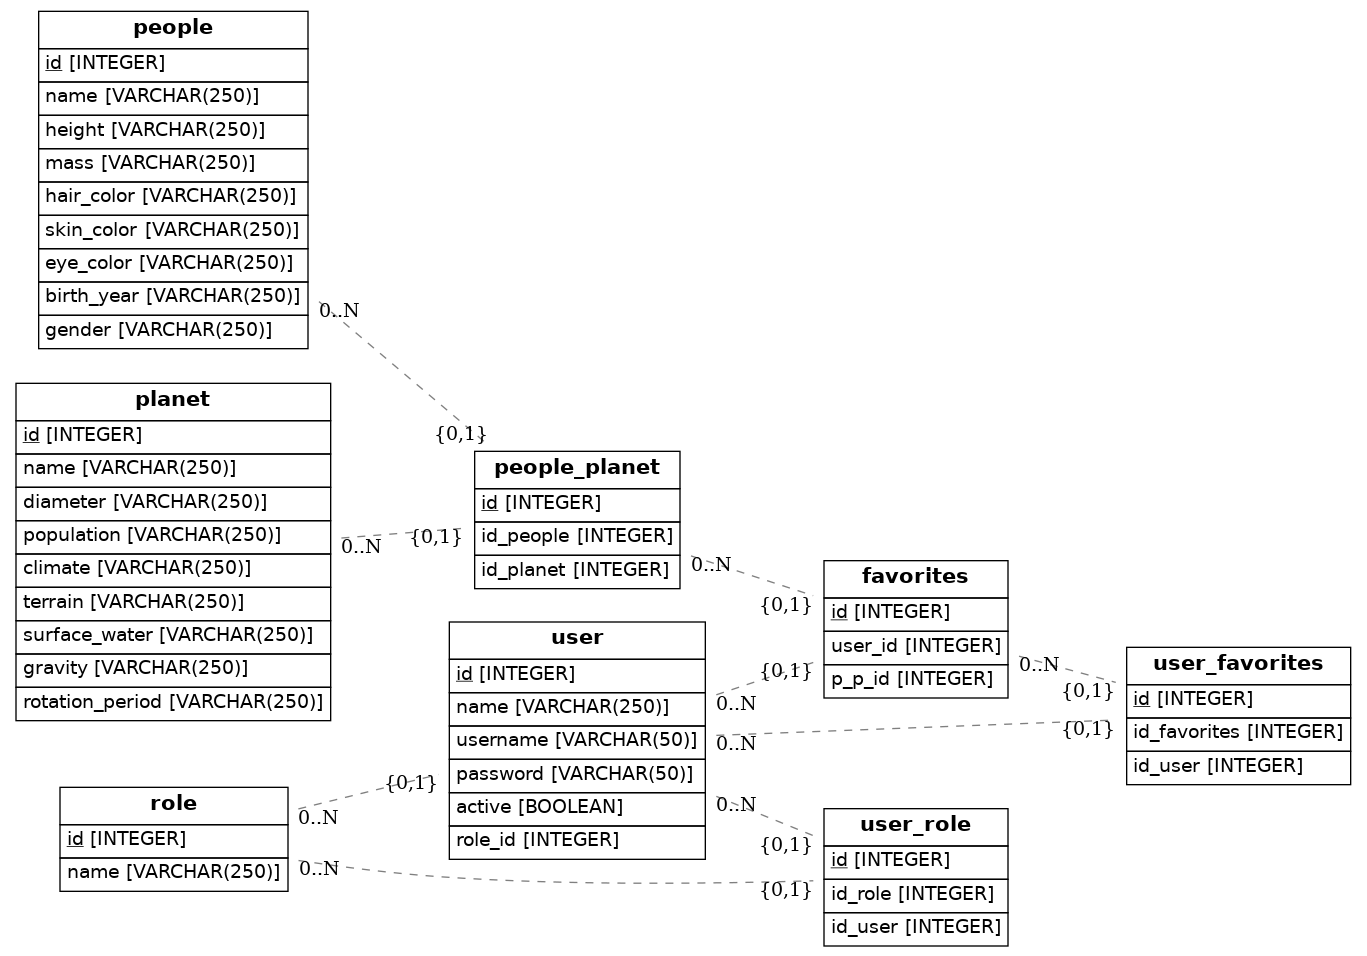 people
id [INTEGER]
name [VARCHAR(250)]
height [VARCHAR(250)]
mass [VARCHAR(250)]
hair_color [VARCHAR(250)]
skin_color [VARCHAR(250)]
eye_color [VARCHAR(250)]
birth_year [VARCHAR(250)]
gender [VARCHAR(250)]
0..N
{0,1}
planet
id [INTEGER]
name [VARCHAR(250)]
diameter [VARCHAR(250)]
population [VARCHAR(250)]
climate [VARCHAR(250)]
terrain [VARCHAR(250)]
surface_water [VARCHAR(250)]
gravity [VARCHAR(250)]
rotation_period [VARCHAR(250)]
0..N
{0,1}
people_planet
id [INTEGER]
id_people [INTEGER]
id_planet [INTEGER]
0..N
{0,1}
favorites
id [INTEGER]
user_id [INTEGER]
p_p_id [INTEGER]
0..N
{0,1}
user
id [INTEGER]
name [VARCHAR(250)]
username [VARCHAR(50)]
password [VARCHAR(50)]
active [BOOLEAN]
role_id [INTEGER]
{0,1}
0..N
0..N
{0,1}
0..N
{0,1}
user_favorites
id [INTEGER]
id_favorites [INTEGER]
id_user [INTEGER]
role
id [INTEGER]
name [VARCHAR(250)]
{0,1}
0..N
0..N
{0,1}
user_role
id [INTEGER]
id_role [INTEGER]
id_user [INTEGER]